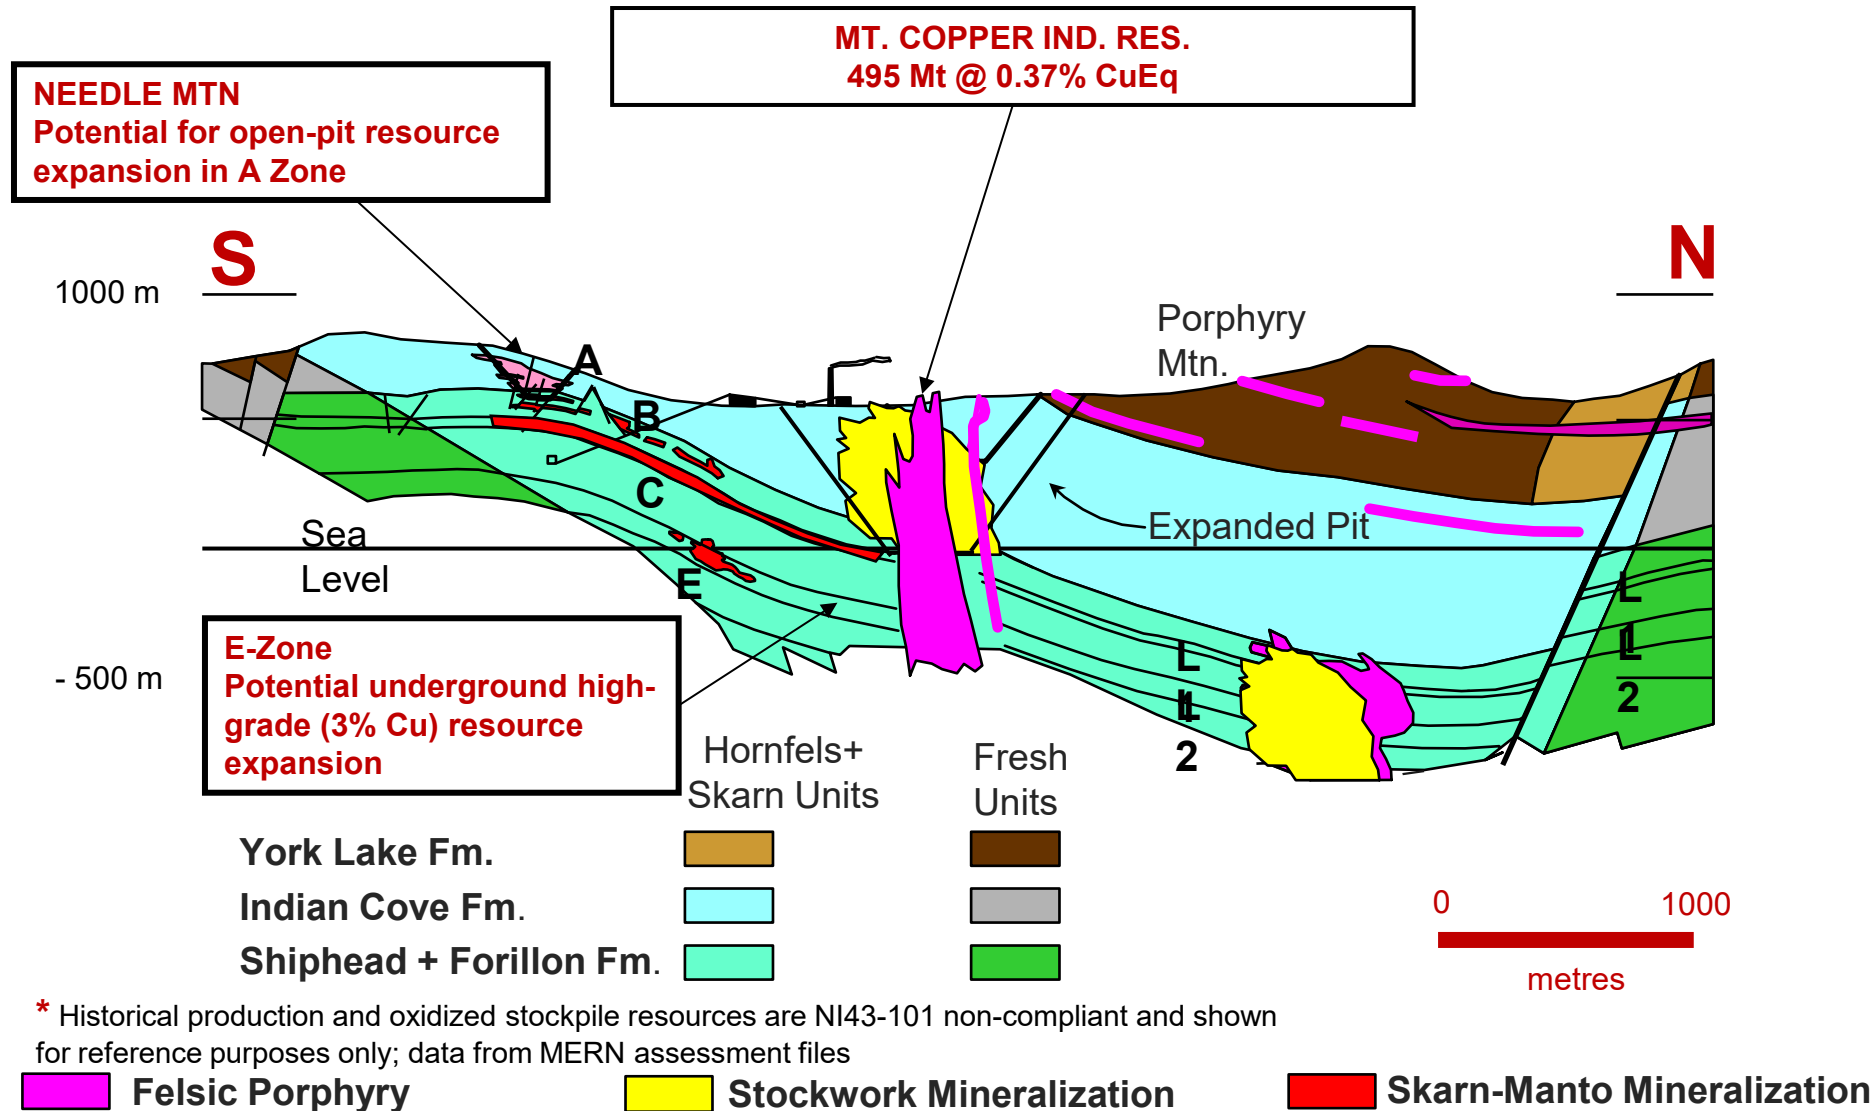 MT. COPPER IND. RES.
495 Mt @ 0.37% CuEq
NEEDLE MTN
Potential for open-pit resource
expansion in A Zone
S
N
1000 m
Porphyry
Mtn.
A
B
C
E
Expanded Pit
Sea
Level
- 500 m
E-Zone
Potential underground high-
grade (3% Cu) resource
expansion
L
1
L
2
L
1
L
2
Hornfels+
Skarn Units
Fresh
Units
York Lake Fm.
Indian Cove Fm.
Shiphead + Forillon Fm.
0 1000
metres
* Historical production and oxidized stockpile resources are NI43-101 non-compliant and shown
for reference purposes only; data from MERN assessment files
Felsic Porphyry
Stockwork Mineralization
Skarn-Manto Mineralization